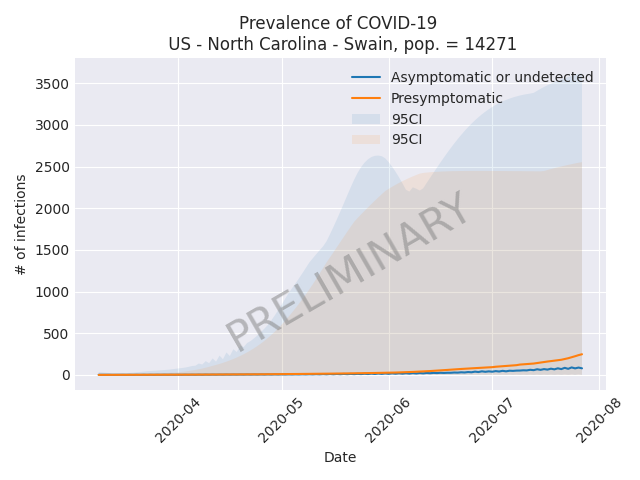 Prevalence of COVID-19
US - North Carolina - Swain, pop. = 14271
Asymptomatic or undetected
Presymptomatic
95CI
95CI
3500
3000
2500
2000
1500
1000
500
0
# of infections
PRELIMINARY
2020-04
2020-05
2020-06
2020-07
2020-08
Date